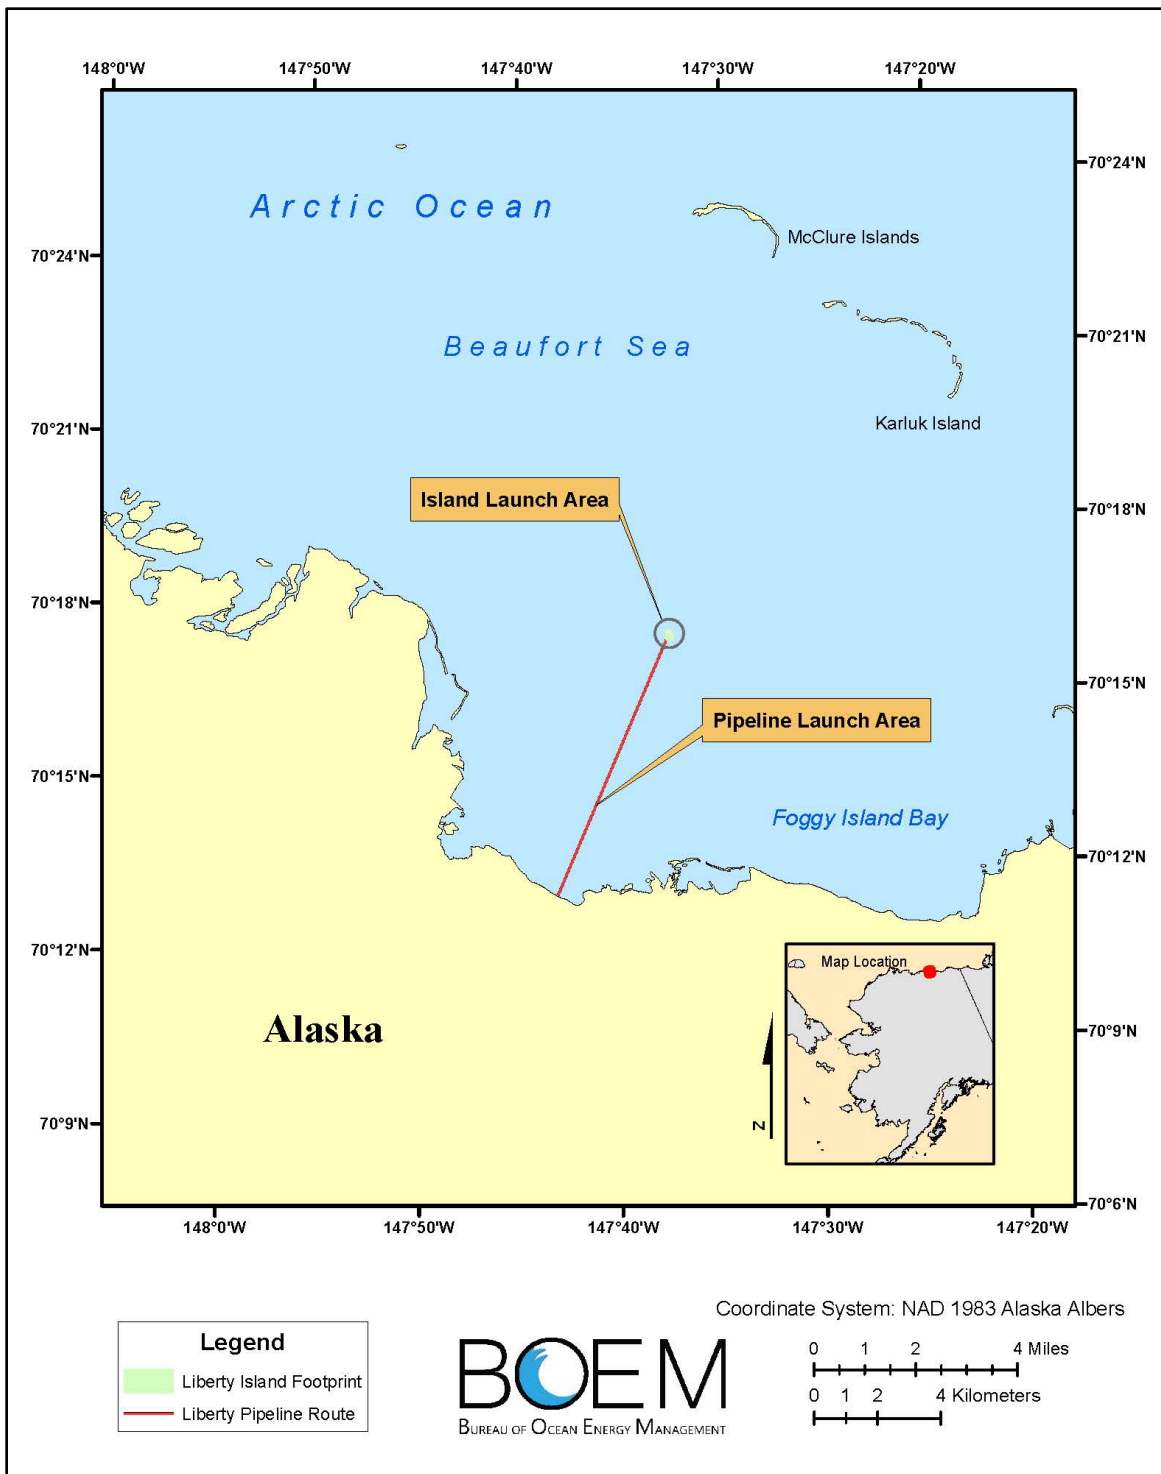 148°0'W 147°50'W 147°40'W 147°30'W 147°20'W
70°24'N
Arctic Ocean
McClure Islands
70°24'N
70°21'N
Beaufort Sea
Karluk Island
70°21'N
Island Launch Area
70°18'N
70°18'N
70°15'N
Pipeline Launch Area
70°15'N
Foggy Island Bay
70°12'N
70°12'N
Map Location
Alaska
70°9'N
N
70°9'N
70°6'N
148°0'W 147°50'W 147°40'W 147°30'W 147°20'W
Coordinate System: NAD 1983 Alaska Albers
Legend
Liberty Island Footprint
Liberty Pipeline Route
BOEM
BUREAU OF OCEAN ENERGY MANAGEMENT
0 1 2 4 Miles
0 1 2 4 Kilometers